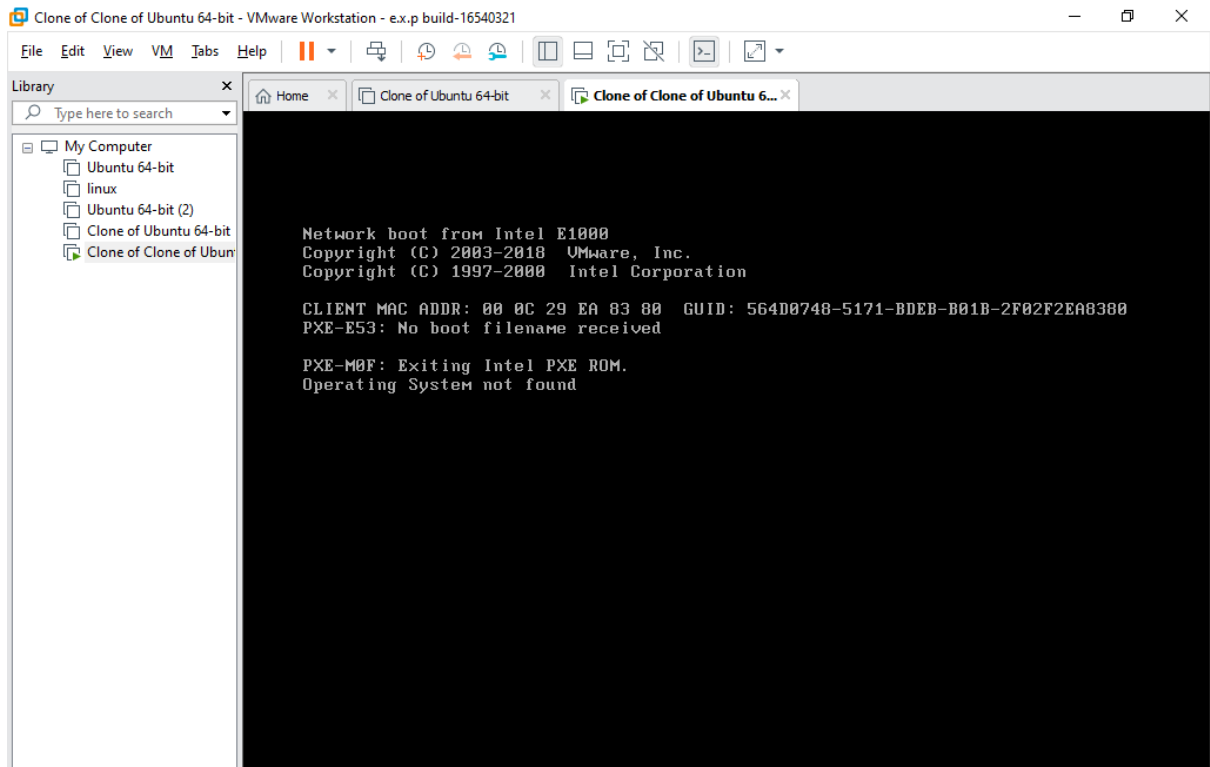 Clone of Clone of Ubuntu 64-bit - VMware Workstation - e.x.p build-16540321
File Edit View VM Tabs Help
Library
Type here to search
My Computer
Ubuntu 64-bit
linux
Ubuntu 64-bit (2)
Clone of Ubuntu 64-bit
Clone of Clone of Ubun
Home
Clone of Ubuntu 64-bit
Clone of Clone of Ubuntu 6...
Network boot from Intel E1000
Copyright (C) 2003-2018 VMware, Inc.
Copyright (C) 1997-2000 Intel Corporation
CLIENT MAC ADDR: 00 0C 29 EA 83 80 GUID: 564D0748-5171-BDEB-B01B-2F02F2EA8380
PXE-E53: No boot filename received
PXE-M0F: Exiting Intel PXE ROM.
Operating System not found